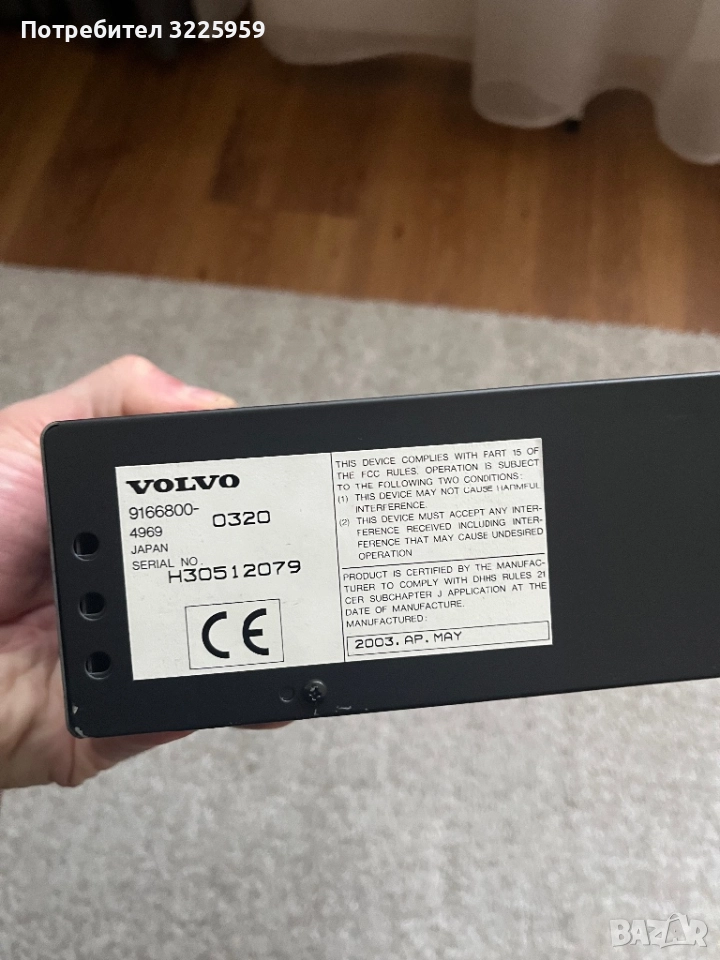 Потребител 3225959
VOLVO
9166800-
4969
0320
JAPAN
SERIAL NO.
H30512079
CE
THIS DEVICE COMPLIES WITH PART 15 OF
THE FCC RULES. OPERATION IS SUBJECT
TO THE FOLLOWING TWO CONDITIONS:
(1) THIS DEVICE MAY NOT CAUSE HARMFUL
INTERFERENCE.
(2) THIS DEVICE MUST ACCEPT ANY INTER-
FERENCE RECEIVED INCLUDING INTER-
FERENCE THAT MAY CAUSE UNDESIRED
OPERATION
PRODUCT IS CERTIFIED BY THE MANUFAC-
TURER TO COMPLY WITH DHHS RULES 21
CER SUBCHAPTER J APPLICATION AT THE
DATE OF MANUFACTURE.
MANUFACTURED:
2003. AP. MAY
BAZAR